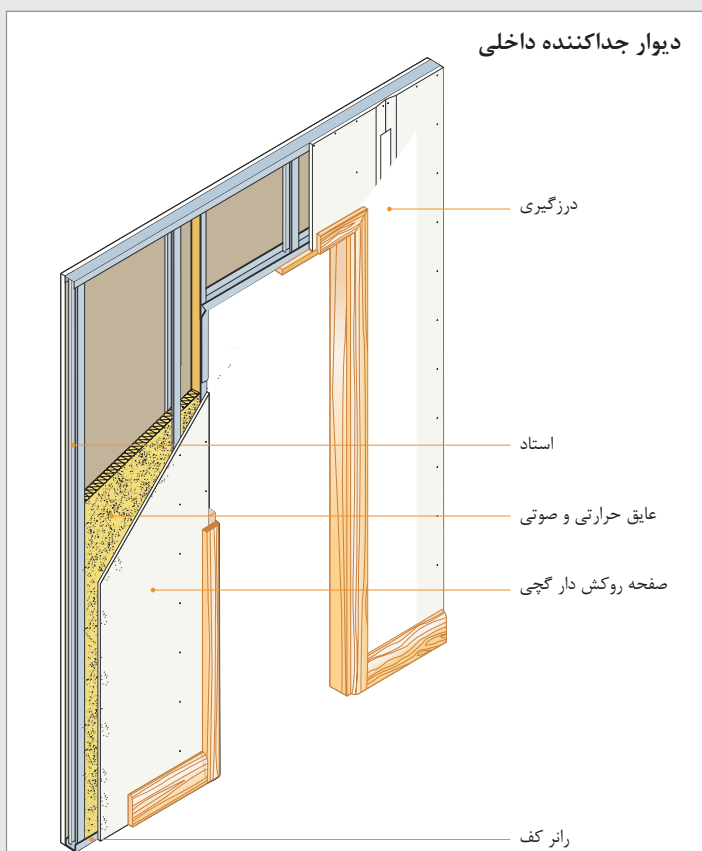 دیوار جداکننده داخلی
درزگیری
استاد
عایق حرارتی و صوتی
صفحه روکش دار گچی
رانر کف